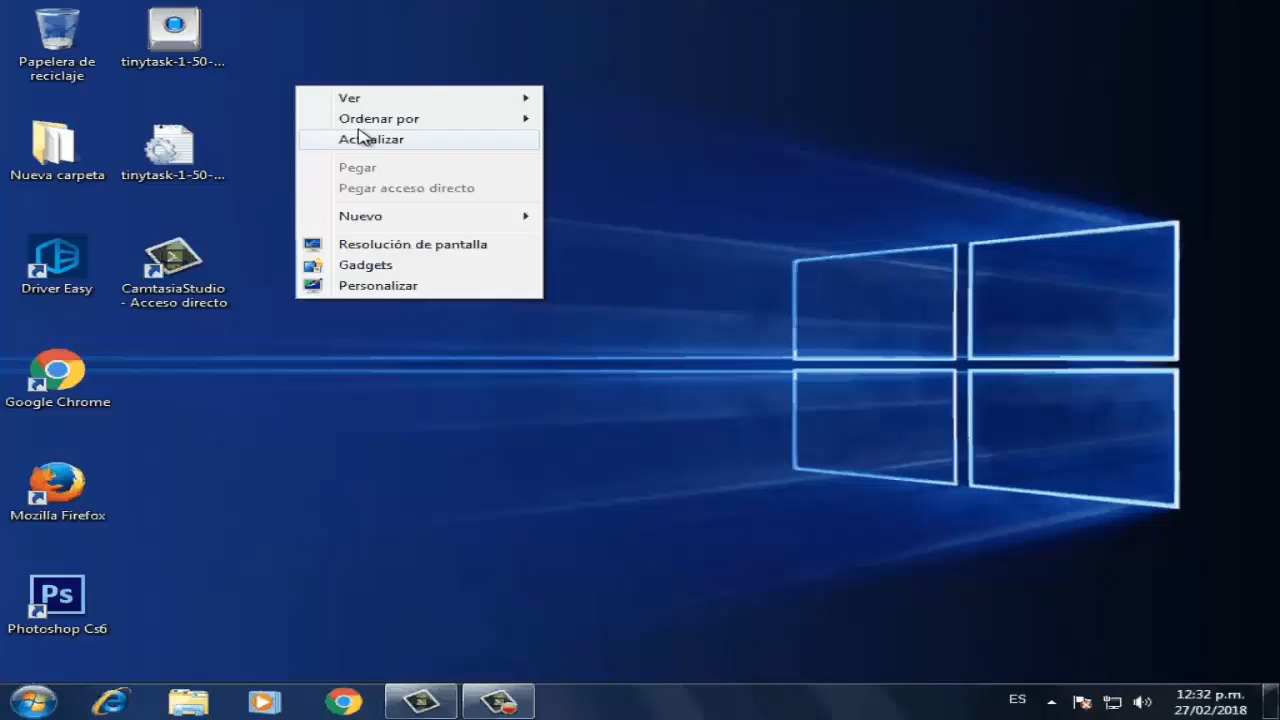 Papelera de
reciclaje
tinytask-1-50-...
Nueva carpeta
tinytask-1-50-...
Driver Easy
CamtasiaStudio
- Acceso directo
Google Chrome
Mozilla Firefox
Ps
Photoshop Cs6
Ver
Ordenar por
Actualizar
Pegar
Pegar acceso directo
Nuevo
Resolución de pantalla
Gadgets
Personalizar
ES
12:32 p.m.
27/02/2018